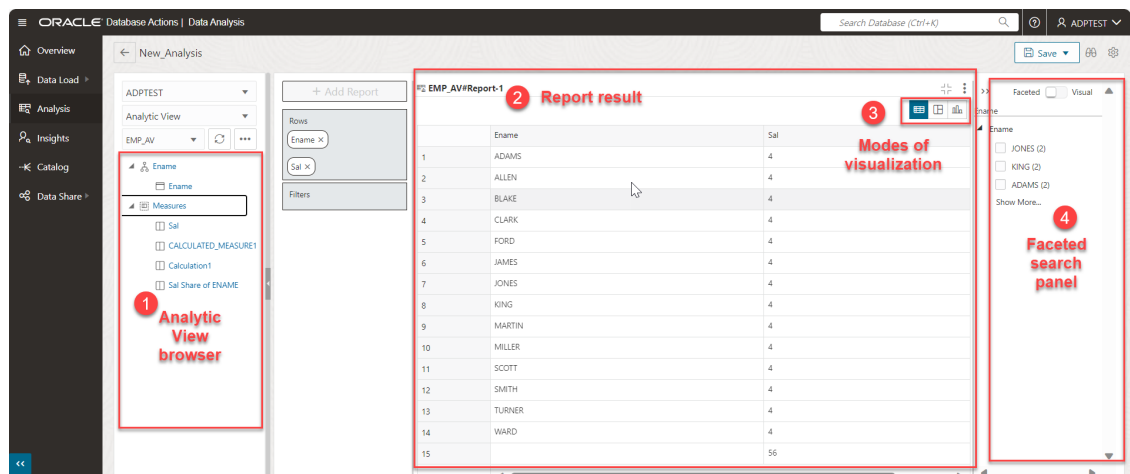 ORACLE Database Actions | Data Analysis
Search Database (Ctrl+K)
ADPTEST
Overview
Data Load
Analysis
Insights
Catalog
Data Share
New_Analysis
Save
ADPTEST
Analytic View
EMP_AV
Ename
Ename
Measures
Sal
CALCULATED_MEASURE1
Calculation1
Sal Share of ENAME
1
Analytic
View
browser
+ Add Report
Rows
Ename ×
Sal ×
Filters
EMP_AV#Report-1
2 Report result
3
Modes of
visualization
Ename Sal
1 ADAMS 4
2 ALLEN 4
3 BLAKE 4
4 CLARK 4
5 FORD 4
6 JAMES 4
7 JONES 4
8 KING 4
9 MARTIN 4
10 MILLER 4
11 SCOTT 4
12 SMITH 4
13 TURNER 4
14 WARD 4
15 56
>> Faceted Visual
Ename
JONES (2)
KING (2)
ADAMS (2)
Show More...
4
Faceted
search
panel
<<